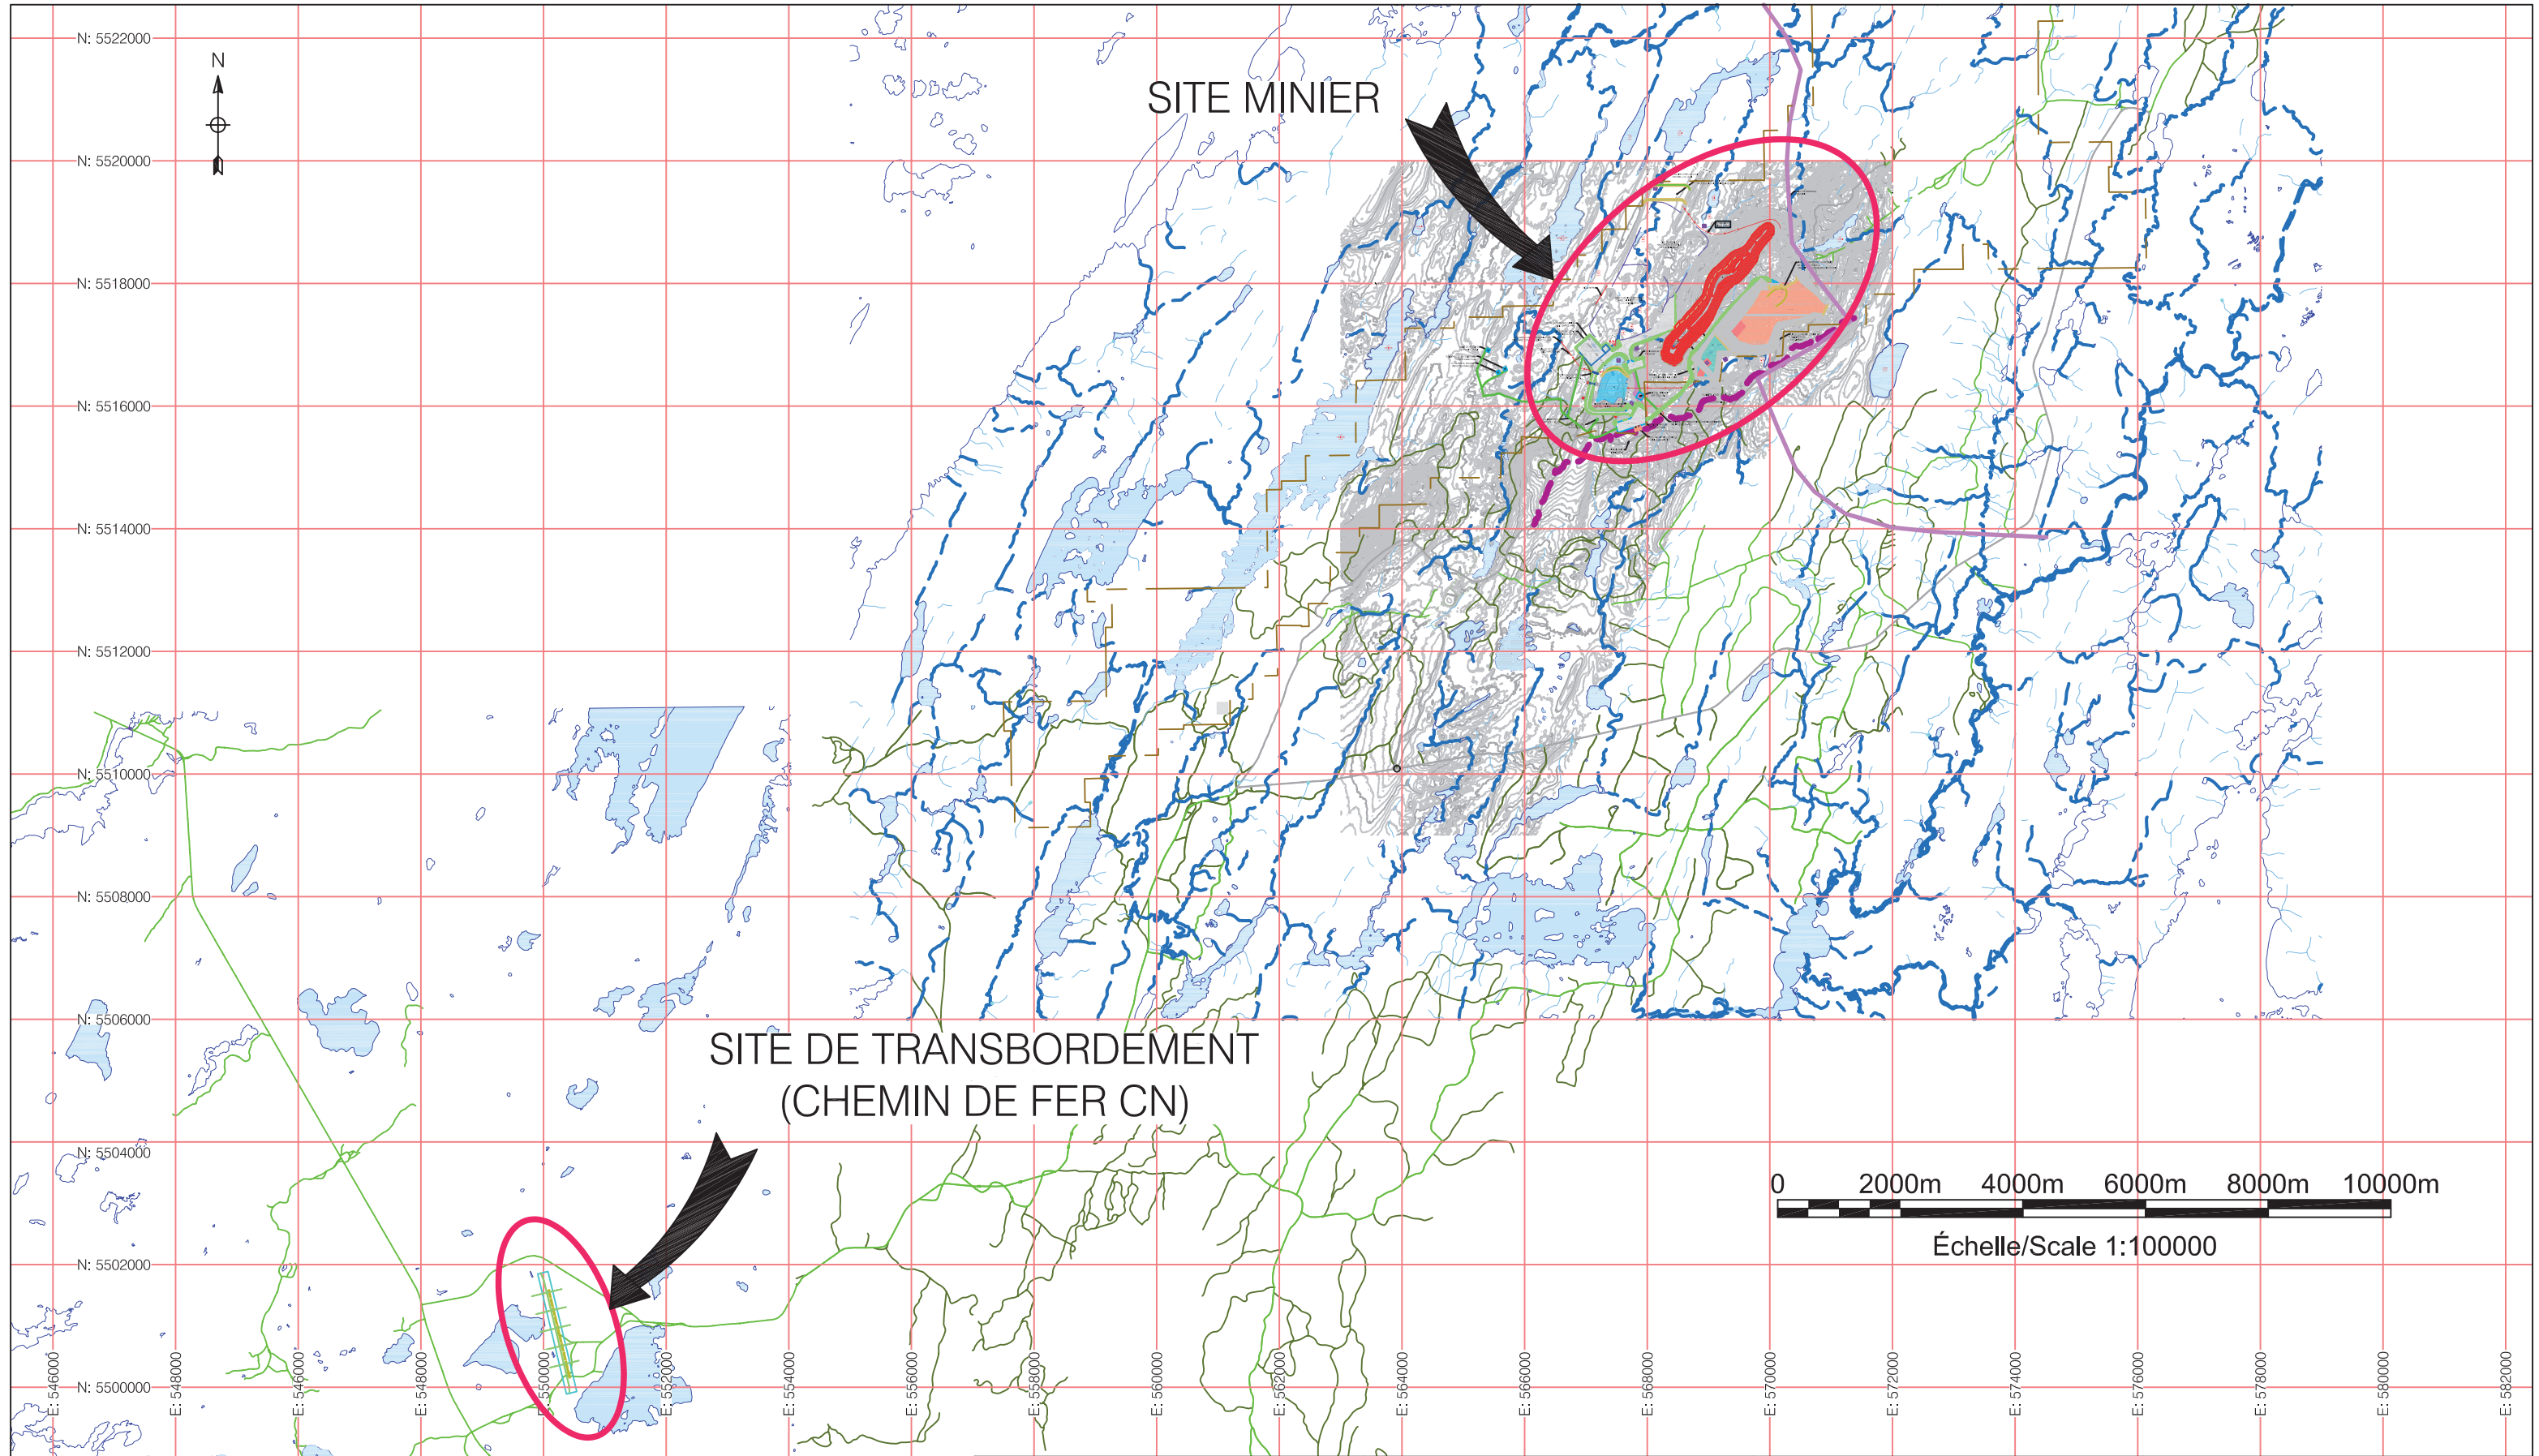 N: 5522000
N
SITE MINIER
N: 5520000
N: 5518000
N: 5516000
N: 5514000
N: 5512000
N: 5510000
N: 5508000
N: 5506000
SITE DE TRANSBORDEMENT
(CHEMIN DE FER CN)
N: 5504000
0 2000m 4000m 6000m 8000m 10000m
Échelle/Scale 1:100000
N: 5502000
N: 5500000
E: 546000
E: 548000
E: 546000
E: 548000
E: 550000
E: 552000
E: 554000
E: 556000
E: 558000
E: 560000
E: 562000
E: 564000
E: 566000
E: 568000
E: 570000
E: 572000
E: 574000
E: 576000
E: 578000
E: 580000
E: 582000